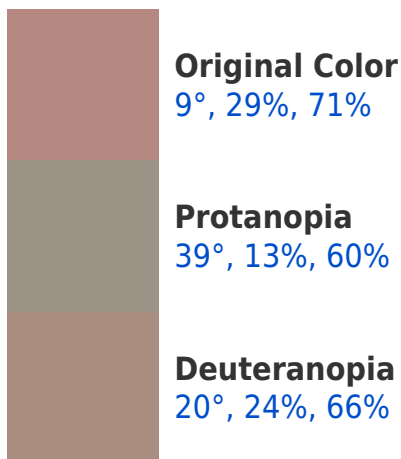 Original Color
9°, 29%, 71%
Protanopia
39°, 13%, 60%
Deuteranopia
20°, 24%, 66%